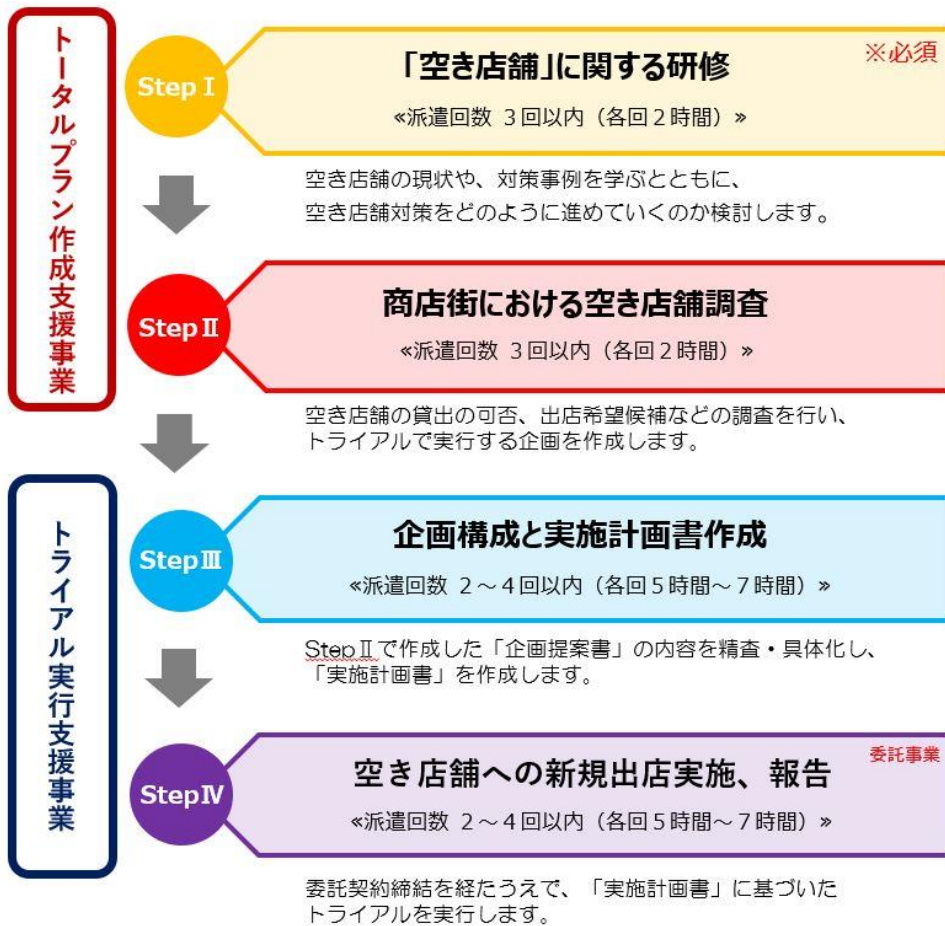 トータルプラン作成支援事業
Step Ⅰ
「空き店舗」に関する研修
※必須
≪派遣回数 3回以内（各回2時間）≫
空き店舗の現状や、対策事例を学ぶとともに、
空き店舗対策をどのように進めていくのか検討します。
Step Ⅱ
商店街における空き店舗調査
≪派遣回数 3回以内（各回2時間）≫
空き店舗の貸出の可否、出店希望候補などの調査を行い、
トライアルで実行する企画を作成します。
トライアル実行支援事業
StepⅢ
企画構成と実施計画書作成
≪派遣回数 2～4回以内（各回5時間～7時間）≫
StepⅡで作成した「企画提案書」の内容を精査・具体化し、
「実施計画書」を作成します。
StepⅣ
空き店舗への新規出店実施、報告
委託事業
≪派遣回数 2～4回以内（各回5時間～7時間）≫
委託契約締結を経たうえで、「実施計画書」に基づいた
トライアルを実行します。